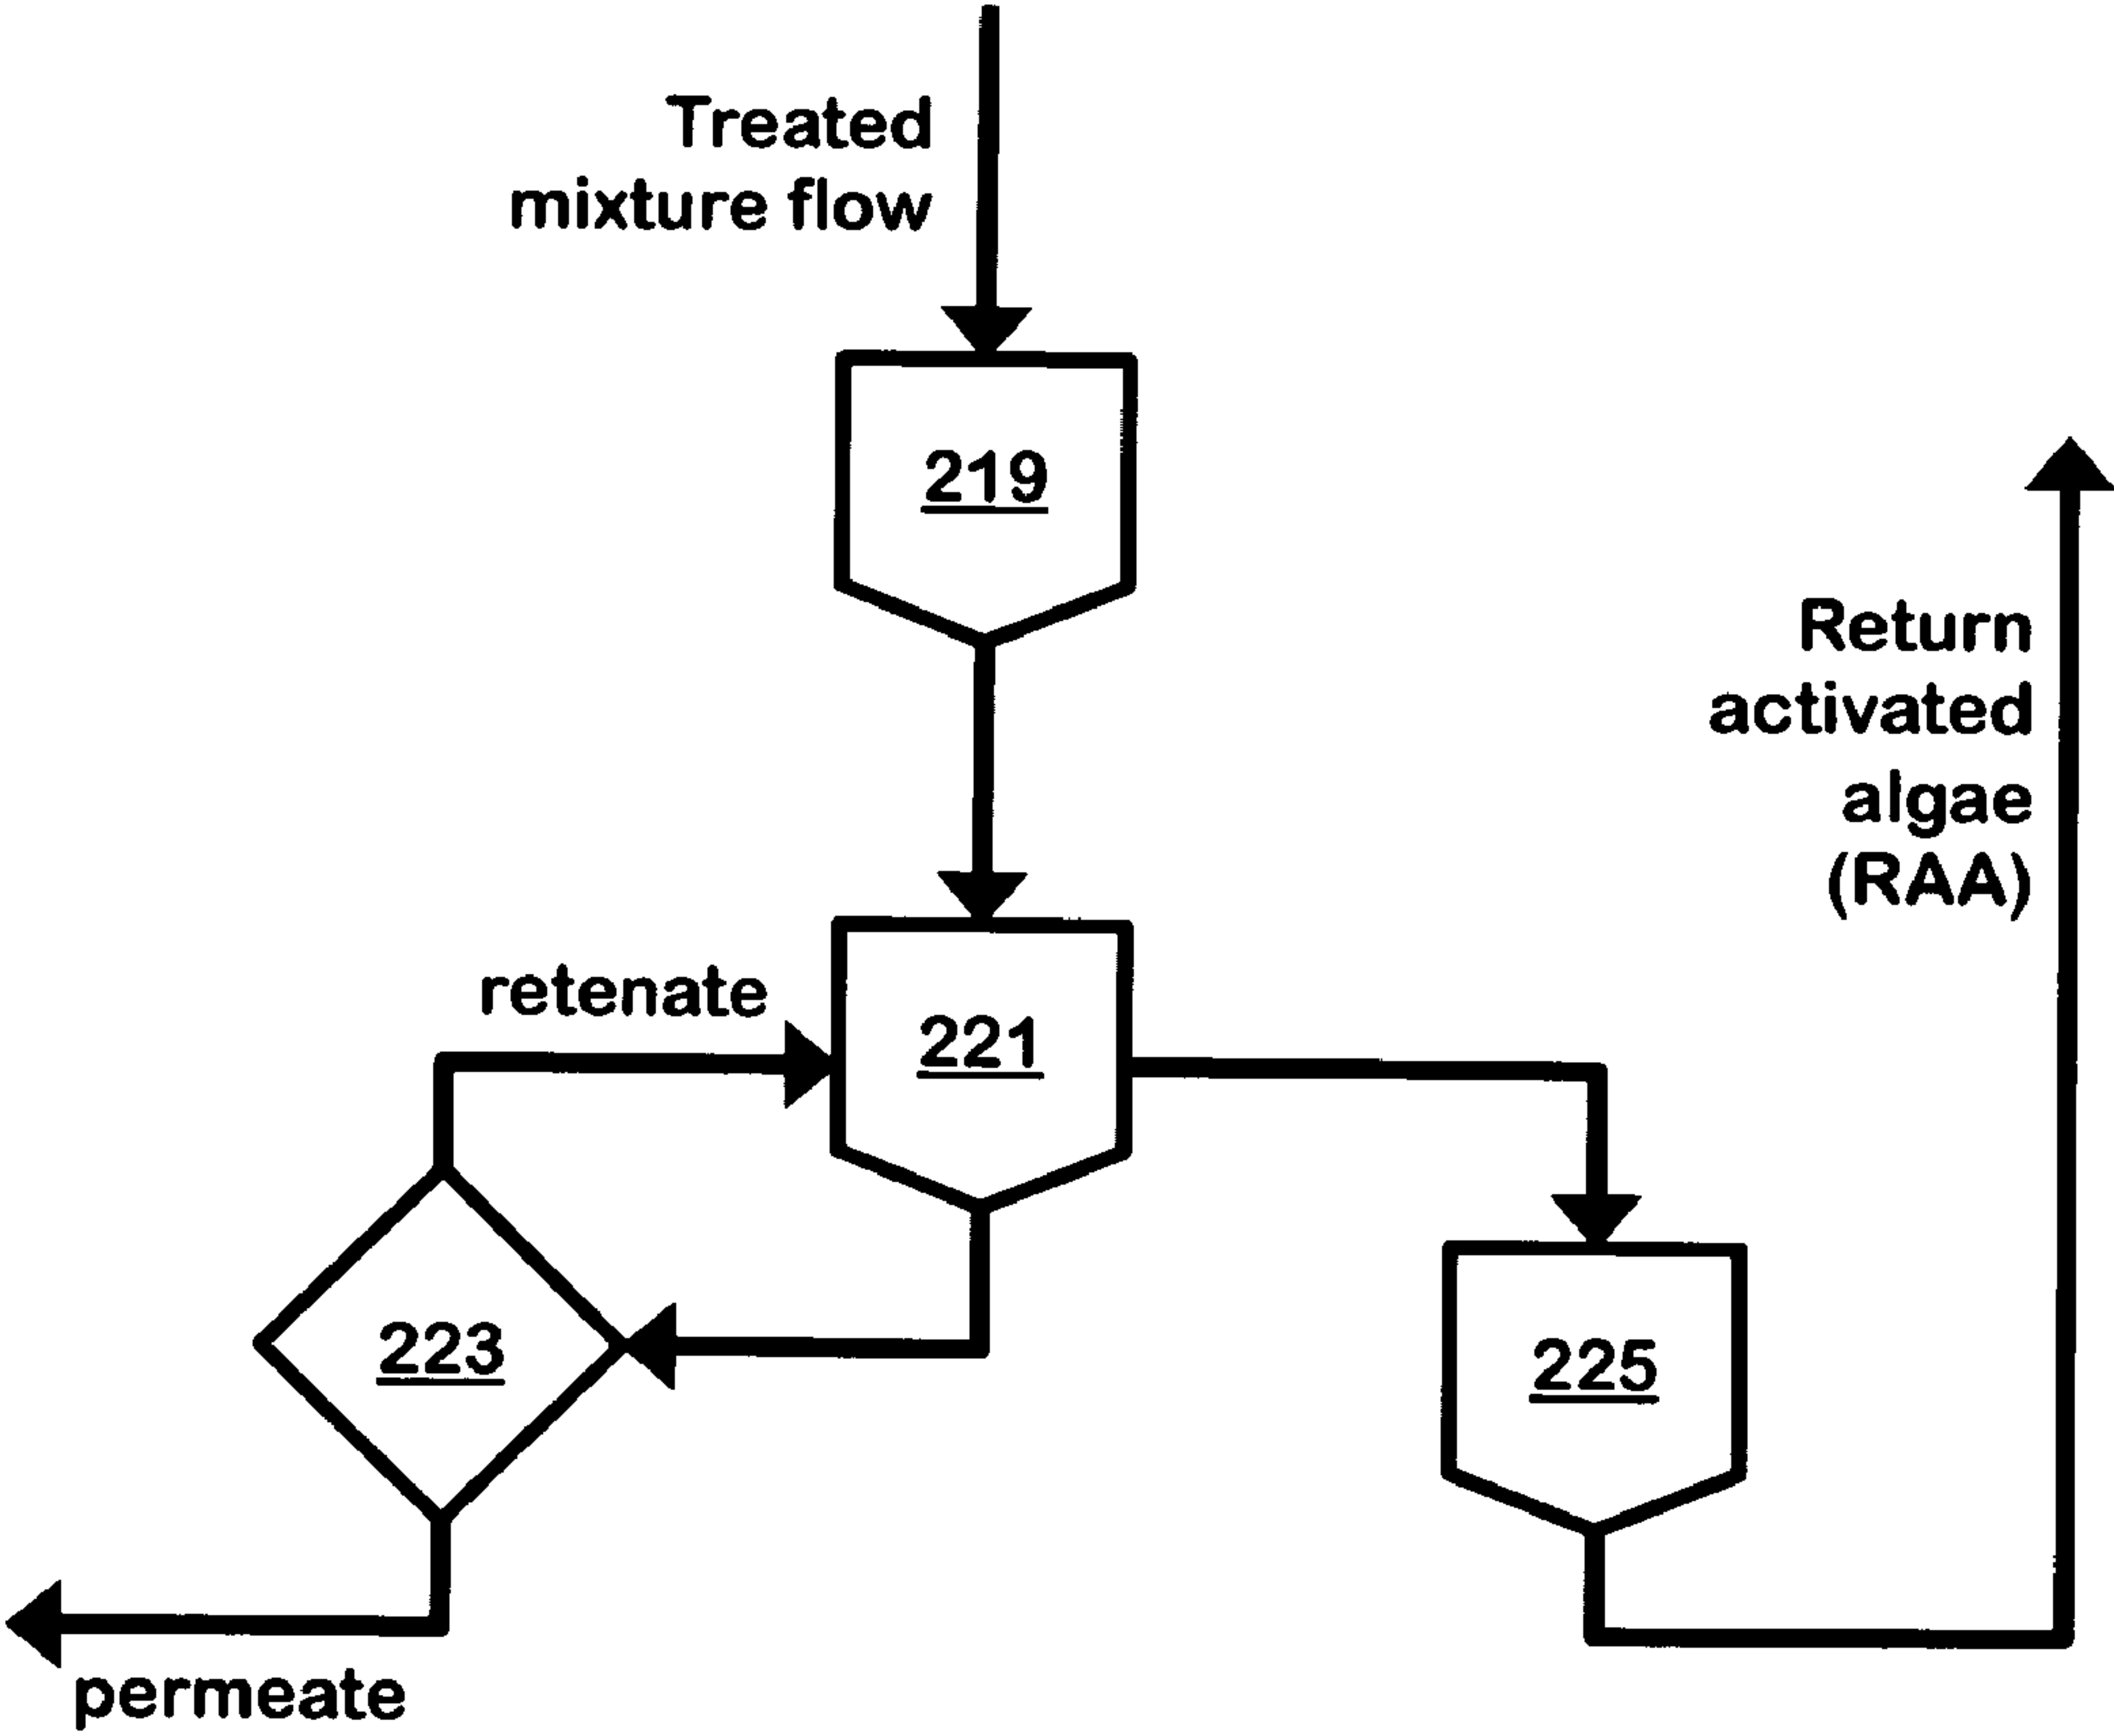 Treated
mixture flow
219
Return
activated
algae
(RAA)
retenate
221
223
225
permeate